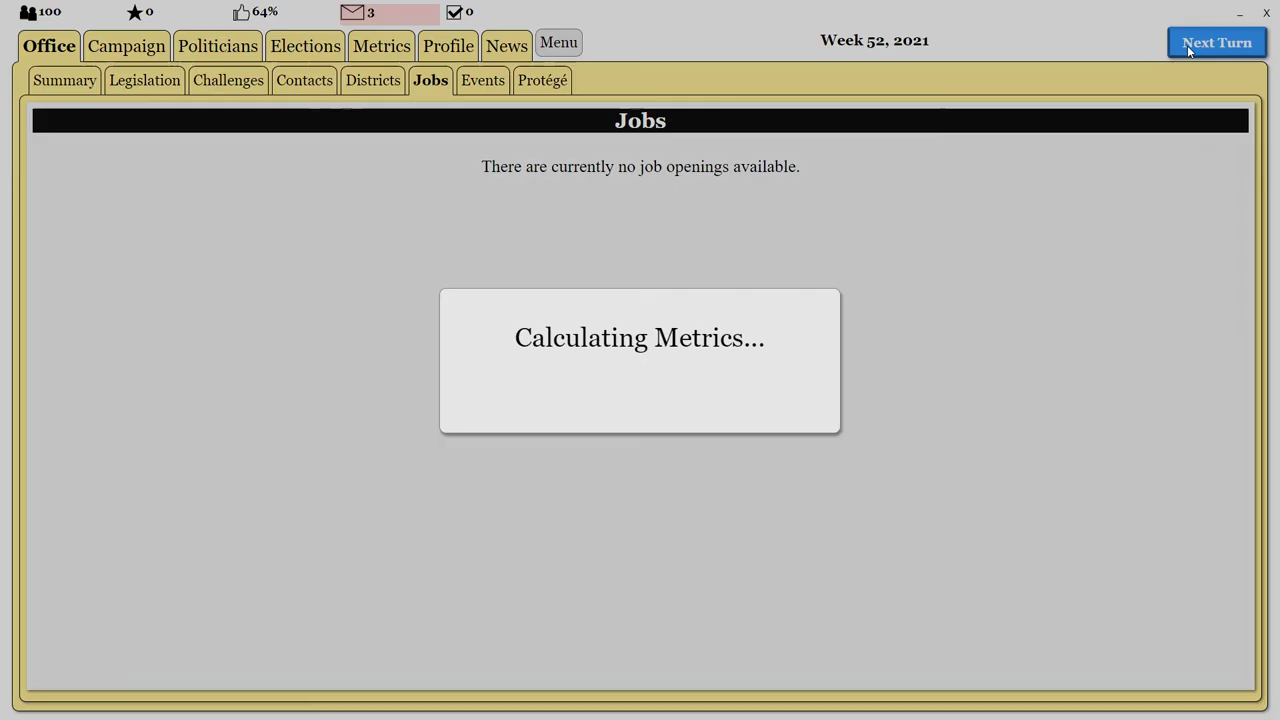 100 0 64% 3 0 _ X
Office Campaign Politicians Elections Metrics Profile News Menu Week 52, 2021 Next Turn
Summary Legislation Challenges Contacts Districts Jobs Events Protégé
Jobs
There are currently no job openings available.
Calculating Metrics...